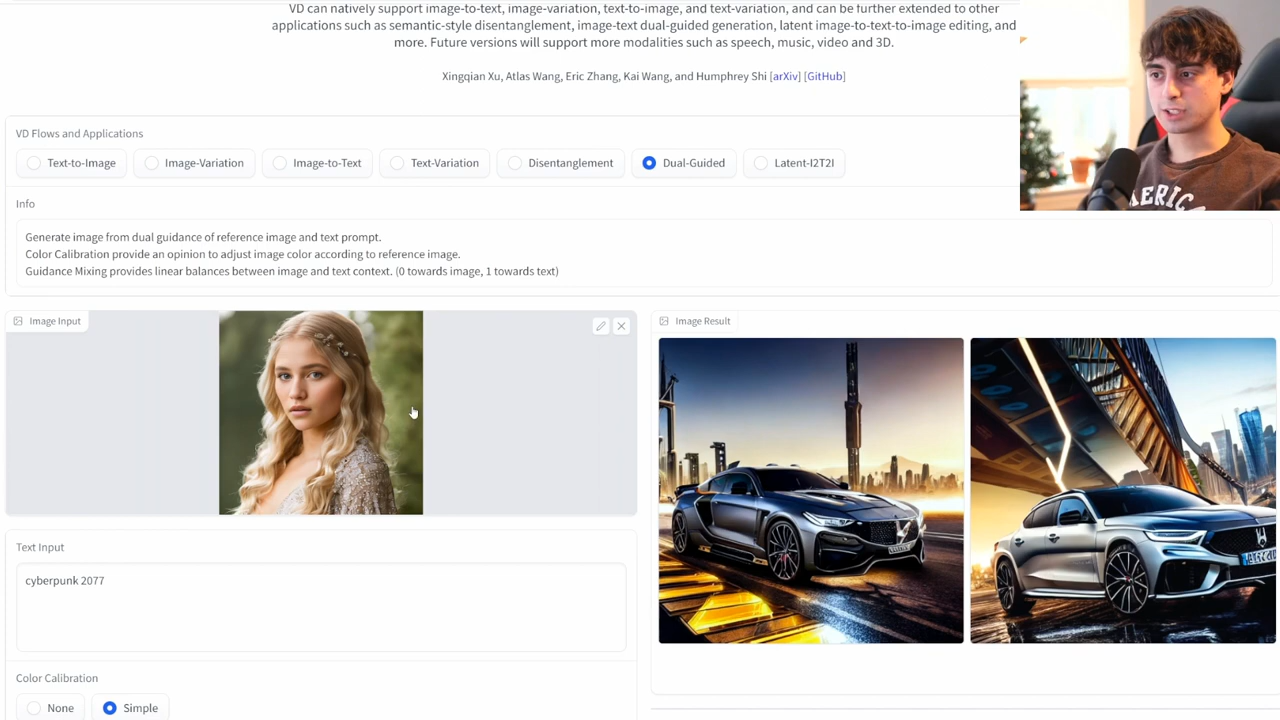 VD can natively support image-to-text, image-variation, text-to-image, and text-variation, and can be further extended to other
applications such as semantic-style disentanglement, image-text dual-guided generation, latent image-to-text-to-image editing, and
more. Future versions will support more modalities such as speech, music, video and 3D.
Xingqian Xu, Atlas Wang, Eric Zhang, Kai Wang, and Humphrey Shi [arXiv] [GitHub]
VD Flows and Applications
Text-to-Image
Image-Variation
Image-to-Text
Text-Variation
Disentanglement
Dual-Guided
Latent-I2T2I
Info
Generate image from dual guidance of reference image and text prompt.
Color Calibration provide an opinion to adjust image color according to reference image.
Guidance Mixing provides linear balances between image and text context. (0 towards image, 1 towards text)
Image Input
Image Result
Text Input
cyberpunk 2077
Color Calibration
None
Simple